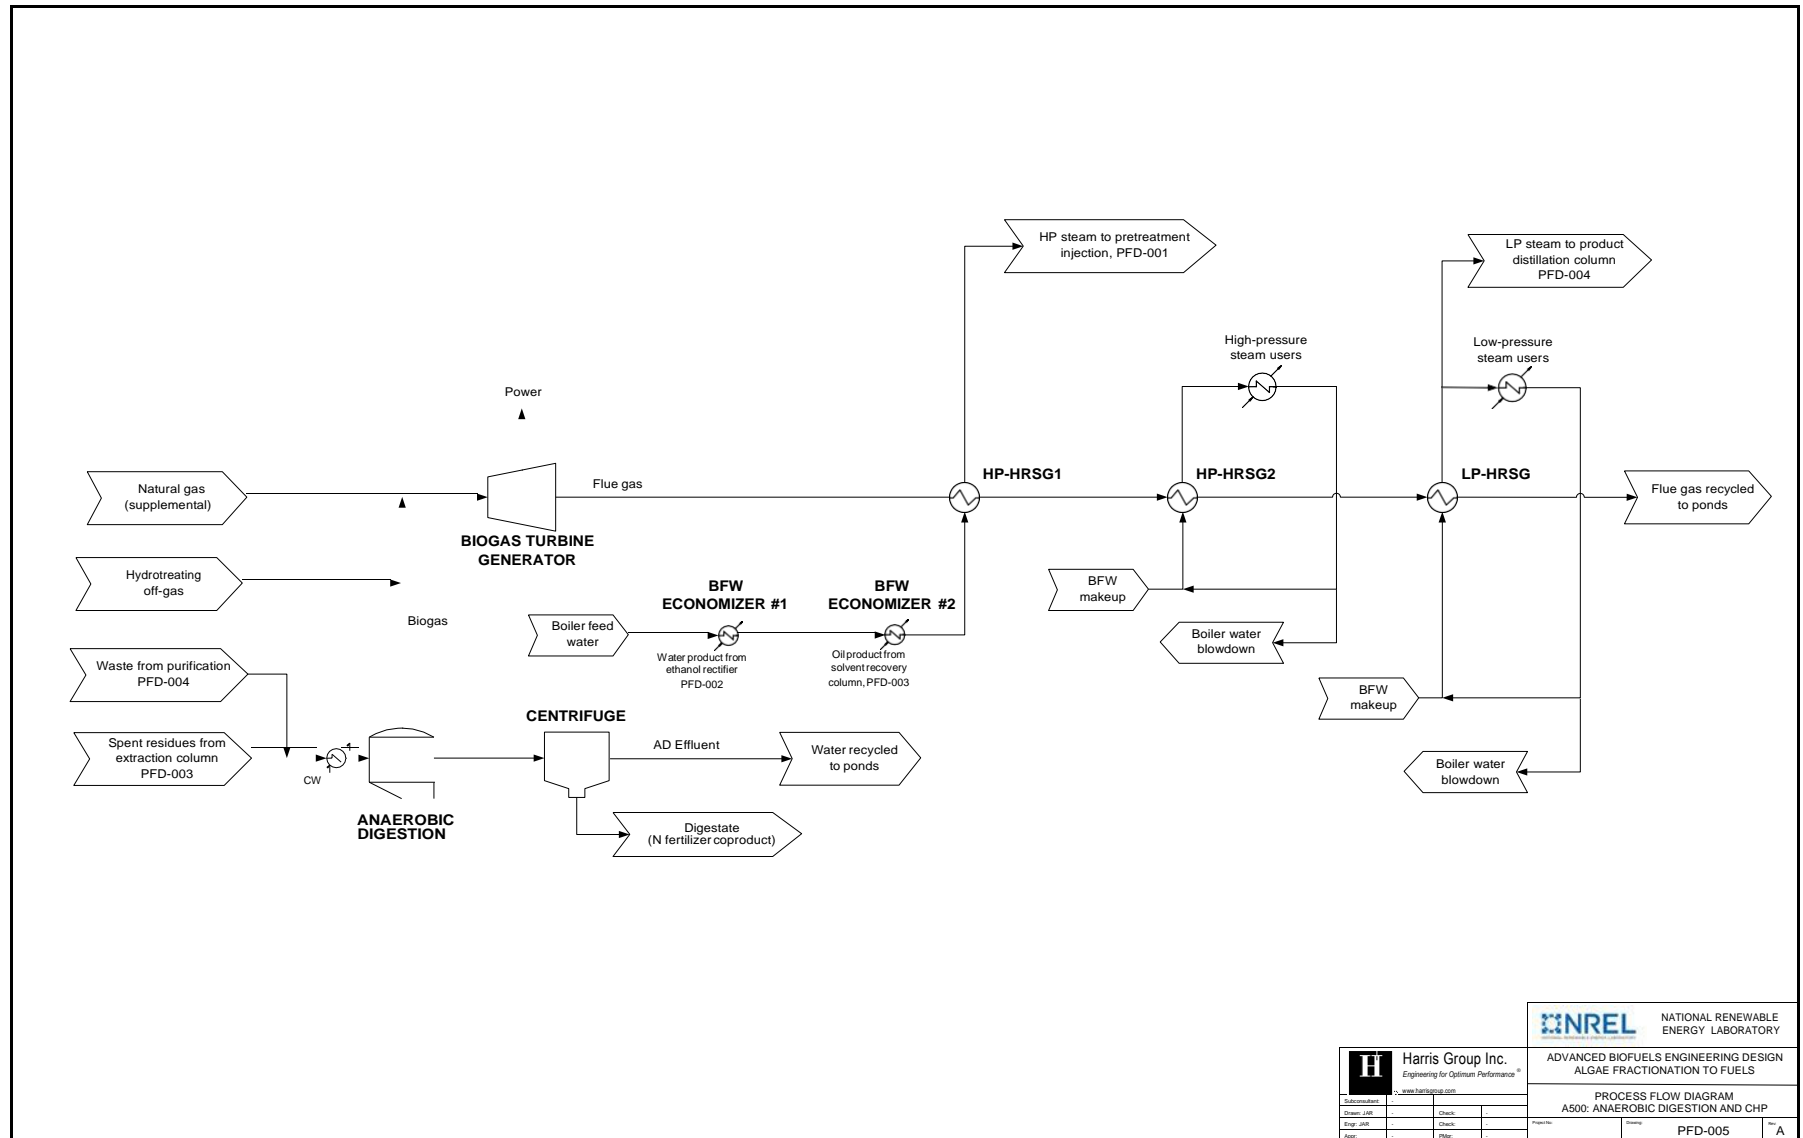 HP steam to pretreatment
injection, PFD-001
LP steam to product
distillation column
PFD-004
High-pressure
steam users
Low-pressure
steam users
Power
Natural gas
(supplemental)
Flue gas
HP-HRSG1
HP-HRSG2
LP-HRSG
Flue gas recycled
to ponds
BIOGAS TURBINE
GENERATOR
Hydrotreating
off-gas
Biogas
BFW
ECONOMIZER #1
BFW
ECONOMIZER #2
BFW
makeup
Boiler feed
water
Water product from
ethanol rectifier
PFD-002
Oil product from
solvent recovery
column, PFD-003
Boiler water
blowdown
Waste from purification
PFD-004
BFW
makeup
CENTRIFUGE
Spent residues from
extraction column
PFD-003
CW
AD Effluent
Water recycled
to ponds
Boiler water
blowdown
ANAEROBIC
DIGESTION
Digestate
(N fertilizer coproduct)
NREL
NATIONAL RENEWABLE
ENERGY LABORATORY
H
Harris Group Inc.
Engineering for Optimum Performance ®
www.harrisgroup.com
ADVANCED BIOFUELS ENGINEERING DESIGN
ALGAE FRACTIONATION TO FUELS
PROCESS FLOW DIAGRAM
A500: ANAEROBIC DIGESTION AND CHP
Subconsultant: -
Drawn: JAR - Check: -
Engr: JAR - Check: -
Appr: - PMgr: -
Project No.
Drawing:
PFD-005
Rev:
A